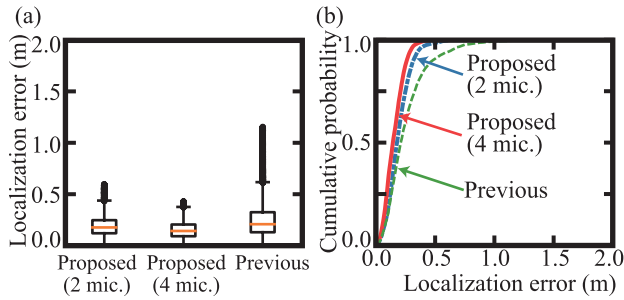 (a)
Localization error (m)
2.0
1.5
1.0
0.5
0.0
Proposed
(2 mic.)
Proposed
(4 mic.)
Previous
(b)
Cumulative probability
1.0
0.5
0
Proposed
(2 mic.)
Proposed
(4 mic.)
Previous
0.0
0.5
1.0
1.5
2.0
Localization error (m)